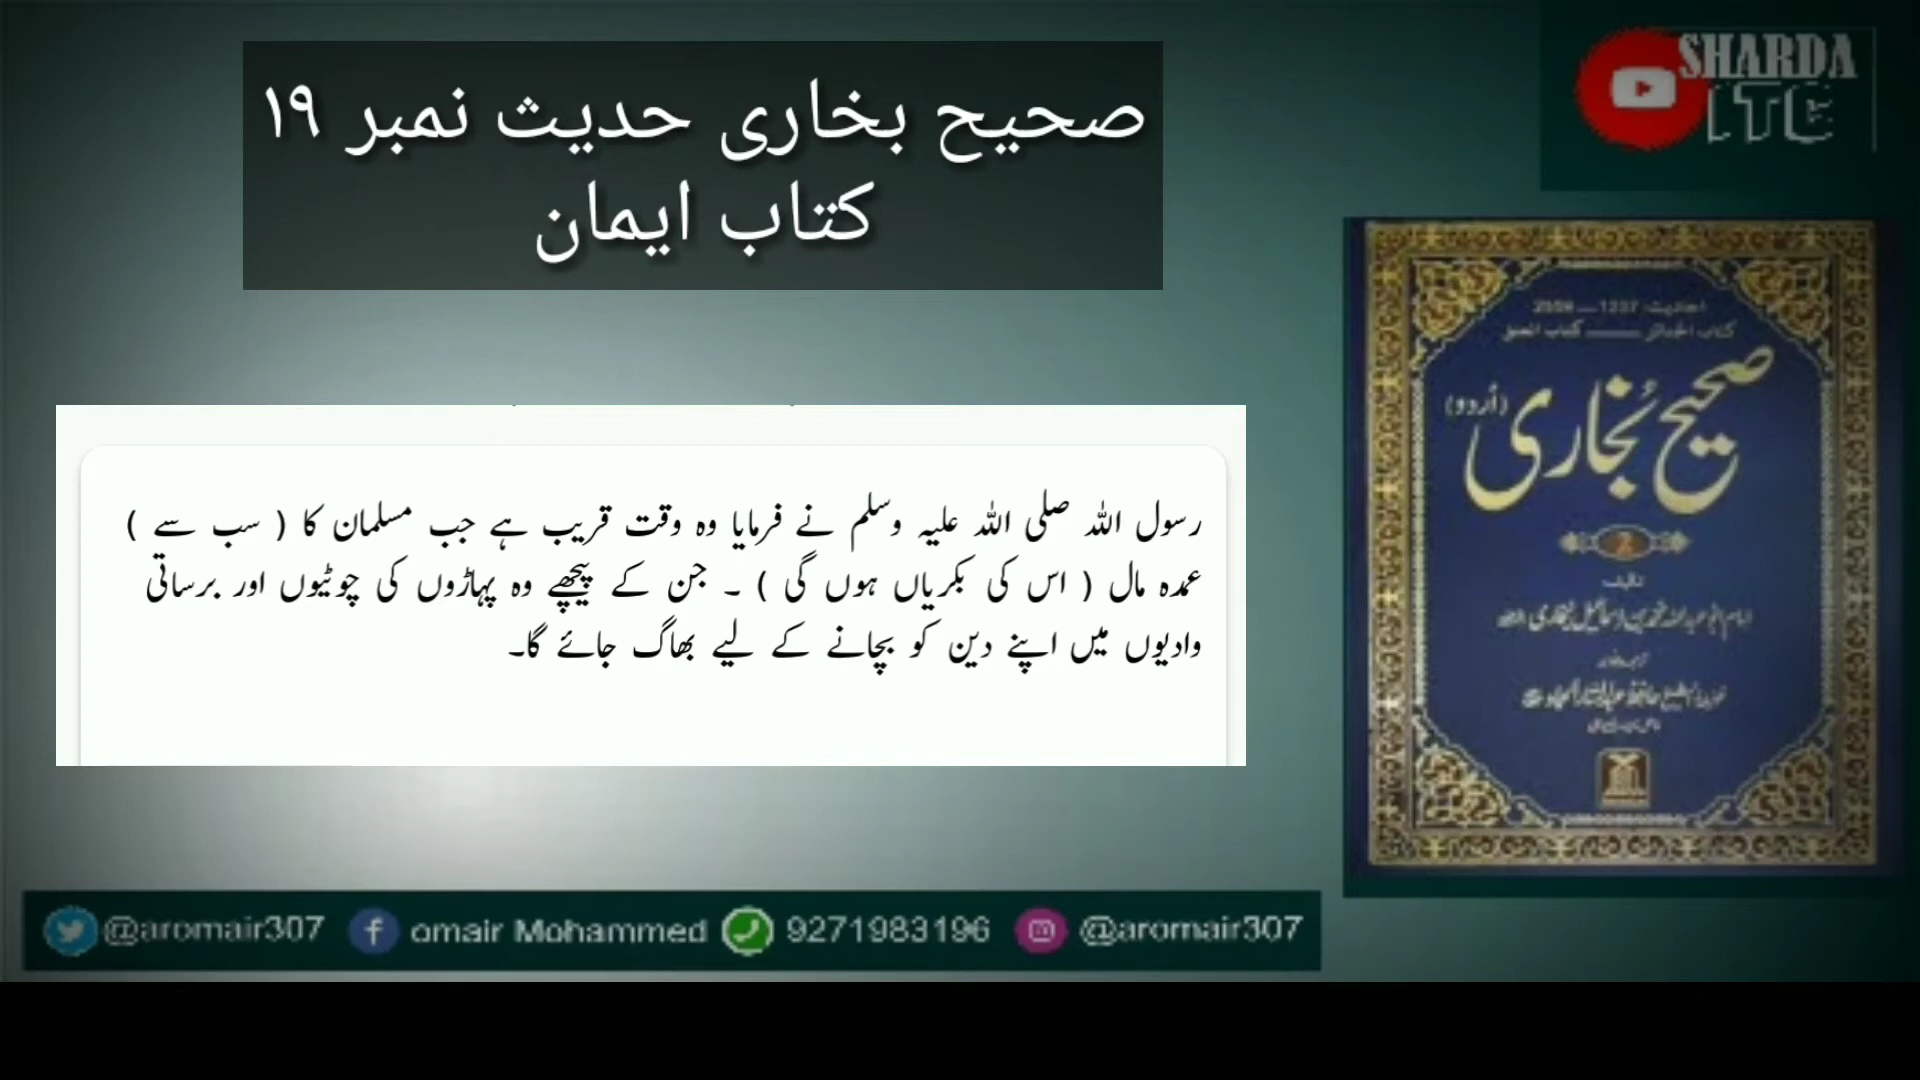 صحیح بخاری حدیث نمبر ۱۹
کتاب ایمان
SHARDA
ITC
رسول اللہ صلی اللہ علیہ وسلم نے فرمایا وہ وقت قریب ہے جب مسلمان کا ( سب سے )
عمدہ مال ( اس کی بکریاں ہوں گی ) ۔ جن کے پیچھے وہ پہاڑوں کی چوٹیوں اور برساتی
وادیوں میں اپنے دین کو بچانے کے لیے بھاگ جائے گا۔
صحیح بخاری
(اُردو)
2
تالیف
@aromair307 omair Mohammed 9271983196 @aromair307